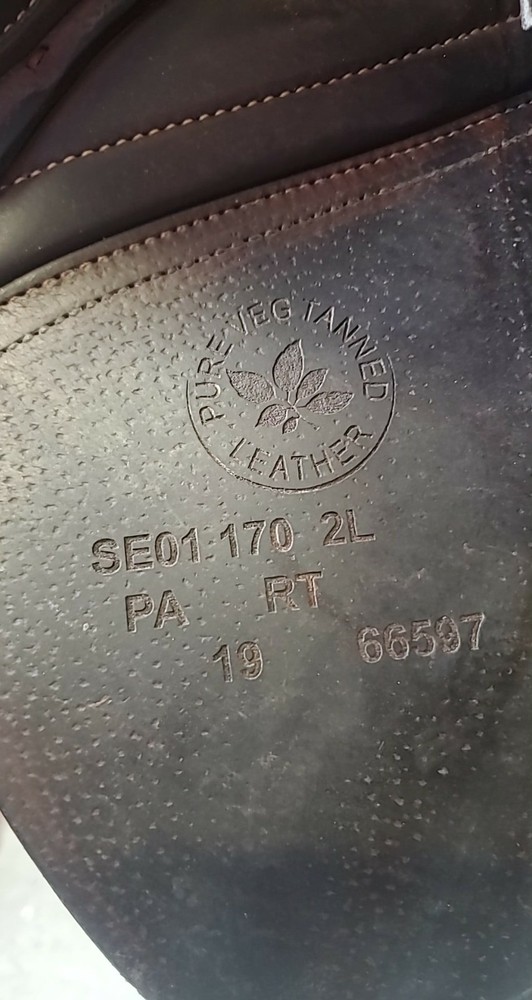 PURE VEG TANNED
LEATHER
SE01 170 2L
PA RT
19 66597